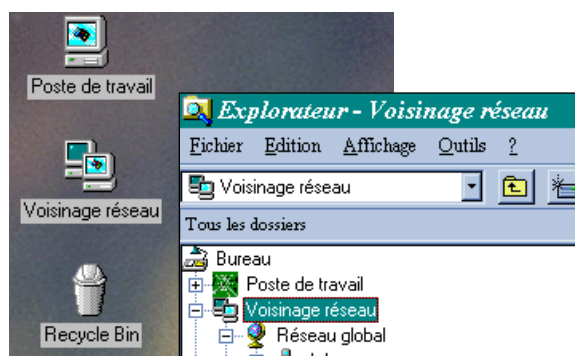 Poste de travail
Voisinage réseau
Recycle Bin
Explorateur - Voisinage réseau
Fichier Edition Affichage Outils ?
Voisinage réseau
Tous les dossiers
Bureau
Poste de travail
Voisinage réseau
Réseau global